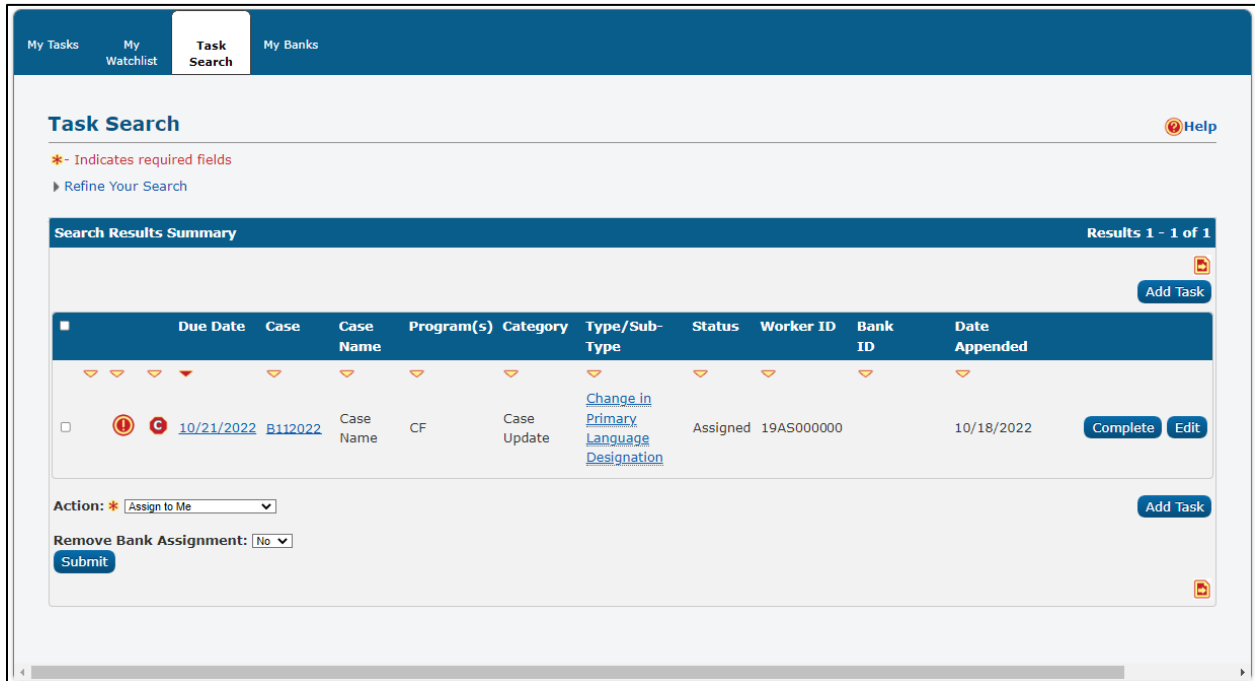 My Tasks
My Watchlist
Task Search
My Banks
Task Search
Help
*- Indicates required fields
Refine Your Search
Search Results Summary Results 1 - 1 of 1
Add Task
Due Date Case Case Name Program(s) Category Type/Sub-Type Status Worker ID Bank ID Date Appended
10/21/2022 B112022 Case Name CF Case Update Change in Primary Language Designation Assigned 19AS000000 10/18/2022 Complete Edit
Action: * Assign to Me
Add Task
Remove Bank Assignment: No
Submit